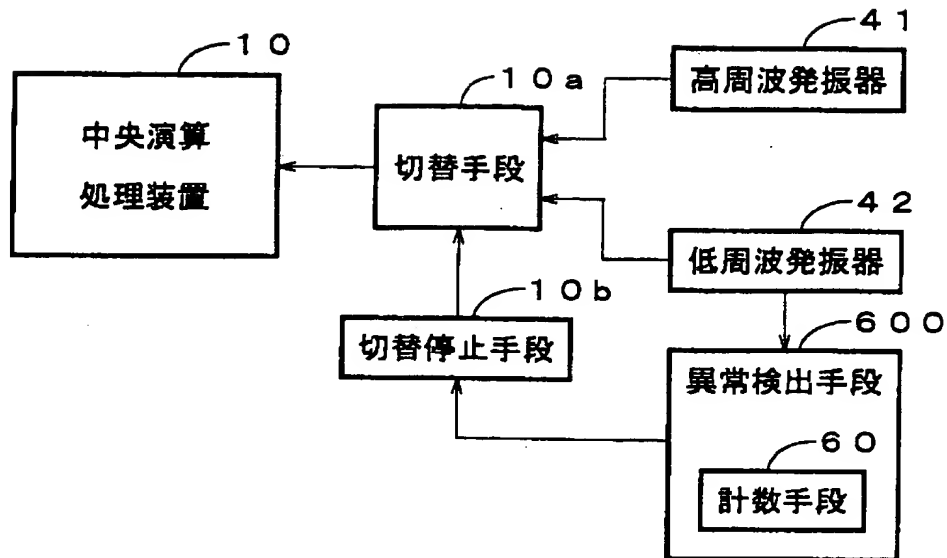 10
中央演算
処理装置
10a
切替手段
41
高周波発振器
42
低周波発振器
10b
切替停止手段
600
異常検出手段
60
計数手段